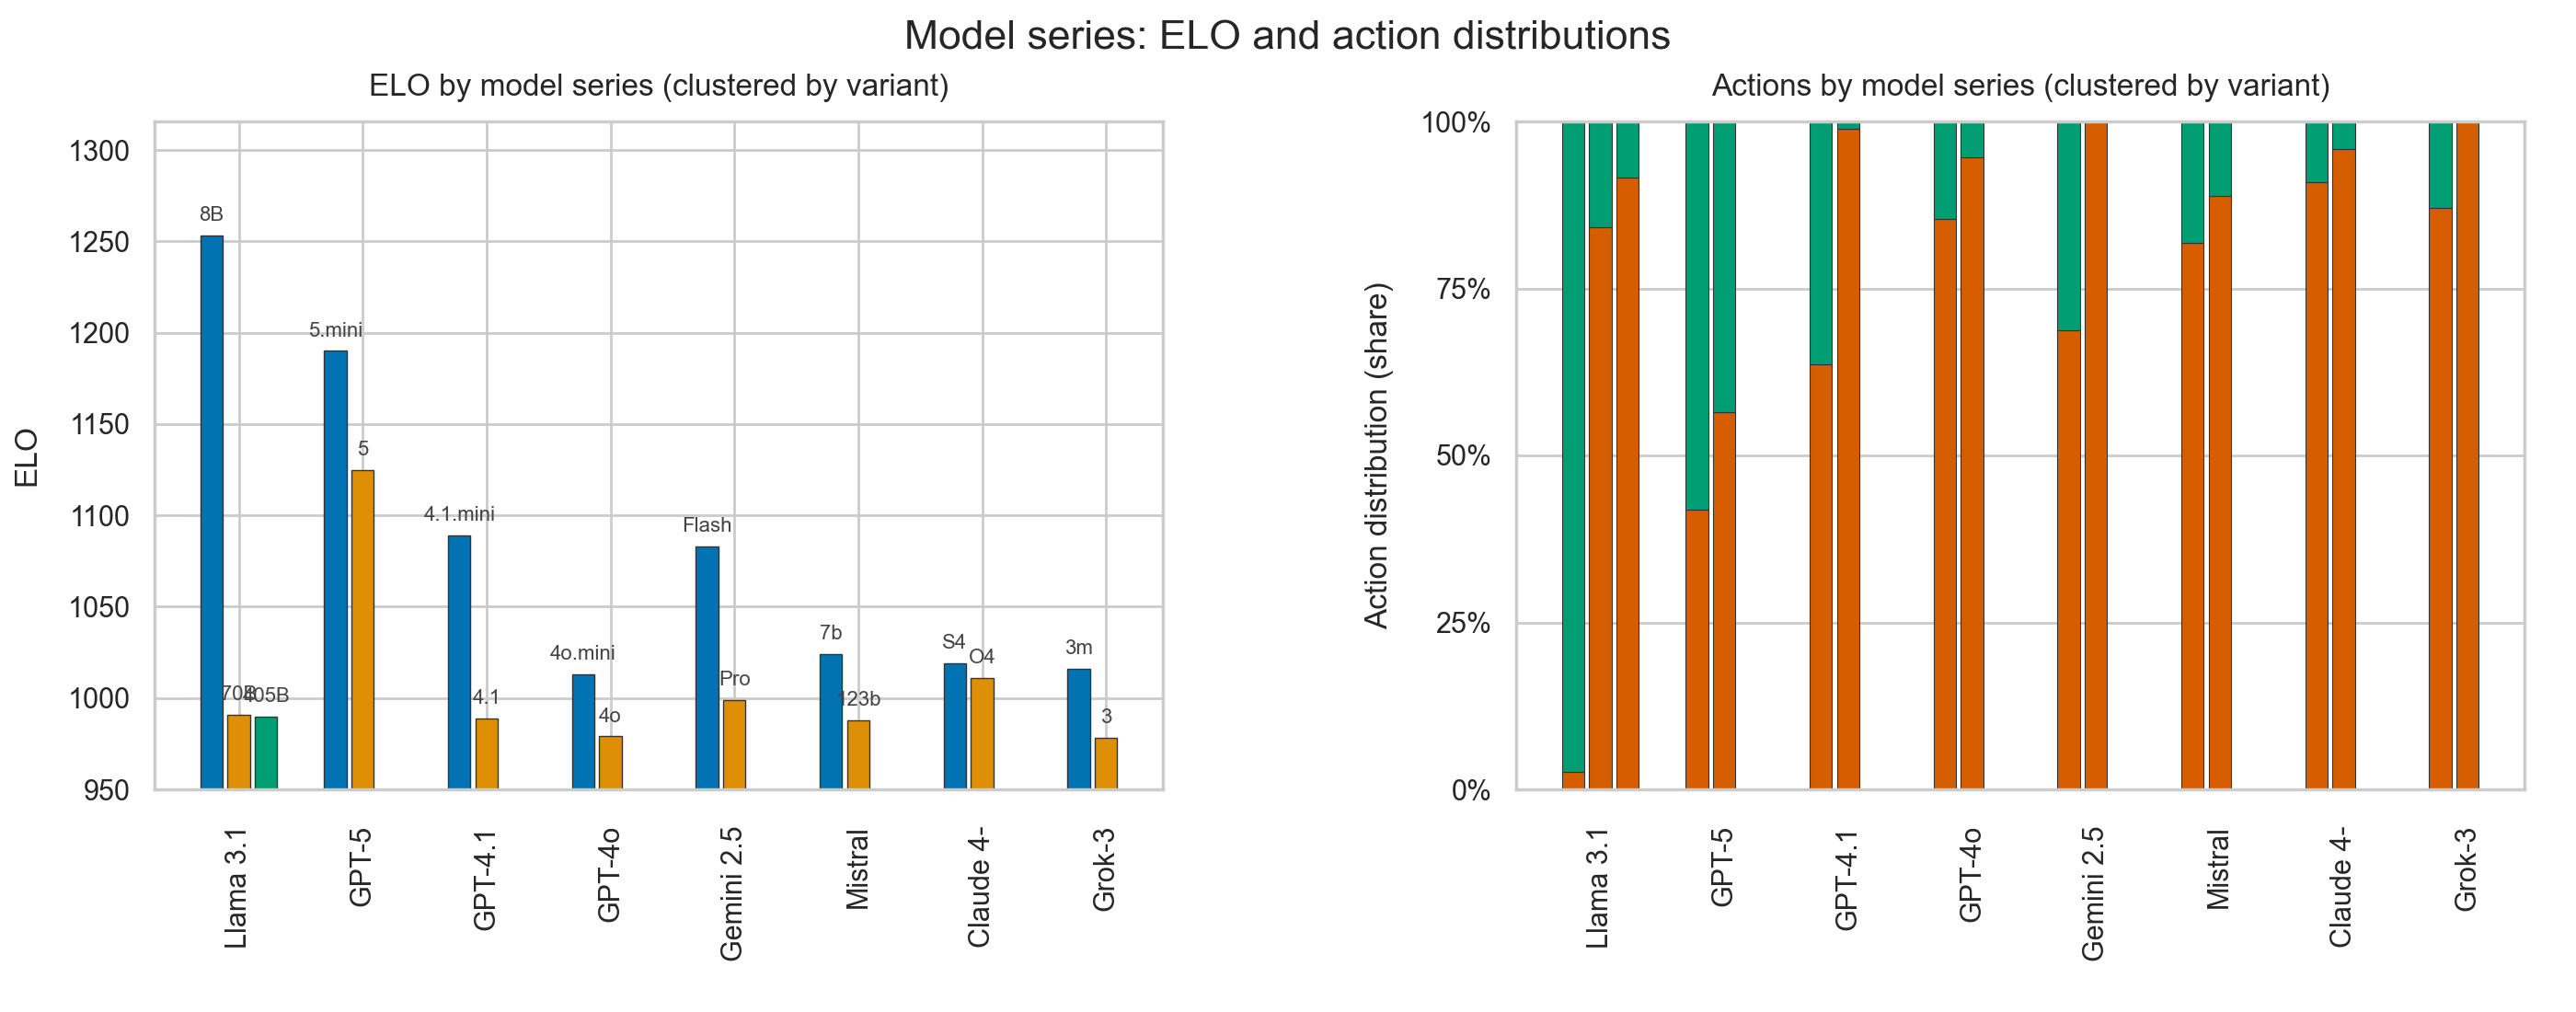 Model series: ELO and action distributions
ELO by model series (clustered by variant)
ELO
1300
1250
1200
1150
1100
1050
1000
950
8B
70B
405B
5.mini
5
4.1.mini
4.1
4o.mini
4o
Flash
Pro
7b
123b
S4
O4
3m
3
Llama 3.1
GPT-5
GPT-4.1
GPT-4o
Gemini 2.5
Mistral
Claude 4-
Grok-3
Actions by model series (clustered by variant)
Action distribution (share)
100%
75%
50%
25%
0%
Llama 3.1
GPT-5
GPT-4.1
GPT-4o
Gemini 2.5
Mistral
Claude 4-
Grok-3